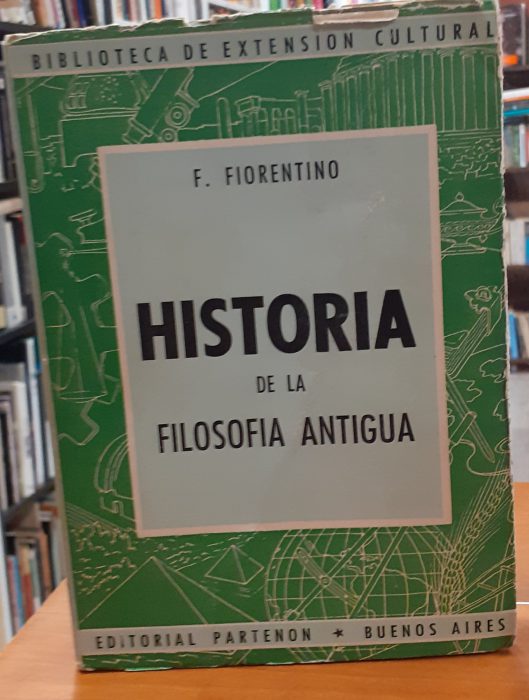 BIBLIOTECA DE EXTENSION CULTURAL
F. FIORENTINO
HISTORIA
DE LA
FILOSOFIA ANTIGUA
EDITORIAL PARTENON ★ BUENOS AIRES